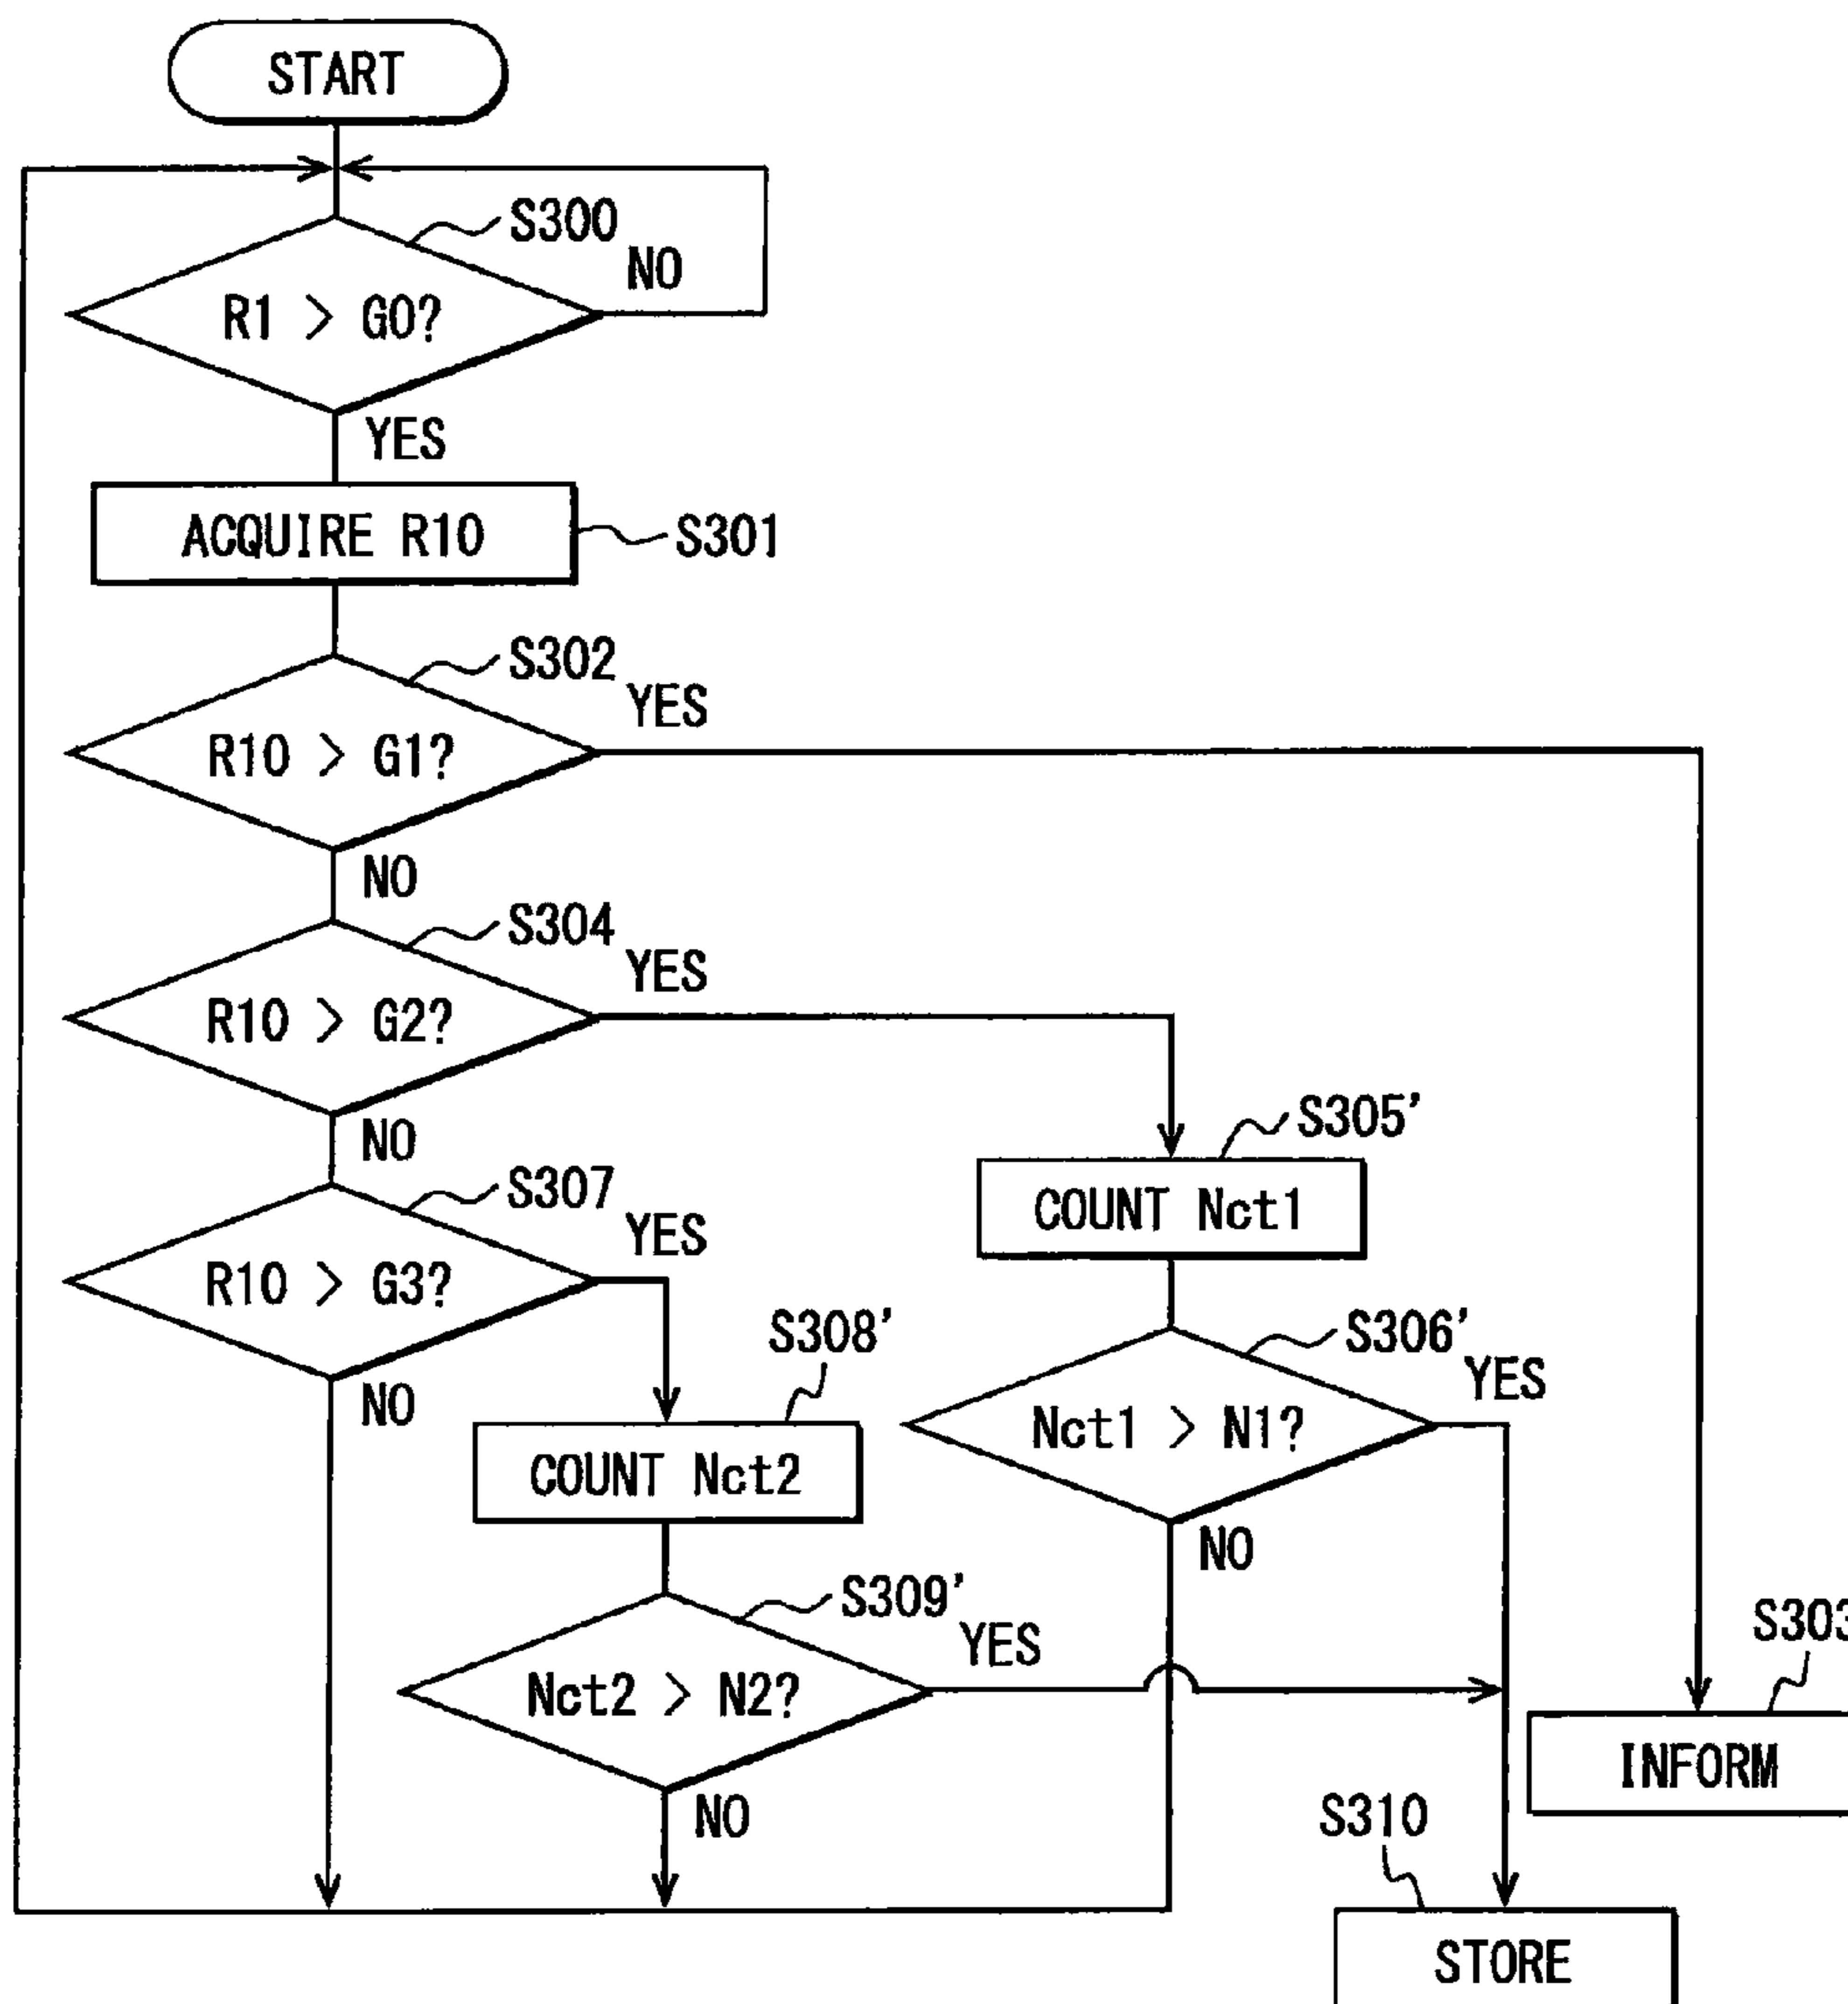 START
S300
NO
R1 > G0?
YES
ACQUIRE R10
S301
S302
YES
R10 > G1?
NO
S304
YES
R10 > G2?
NO
S305'
COUNT Nct1
S307
YES
R10 > G3?
NO
S308'
COUNT Nct2
S306'
YES
Nct1 > N1?
NO
S309'
YES
Nct2 > N2?
NO
S303
INFORM
S310
STORE